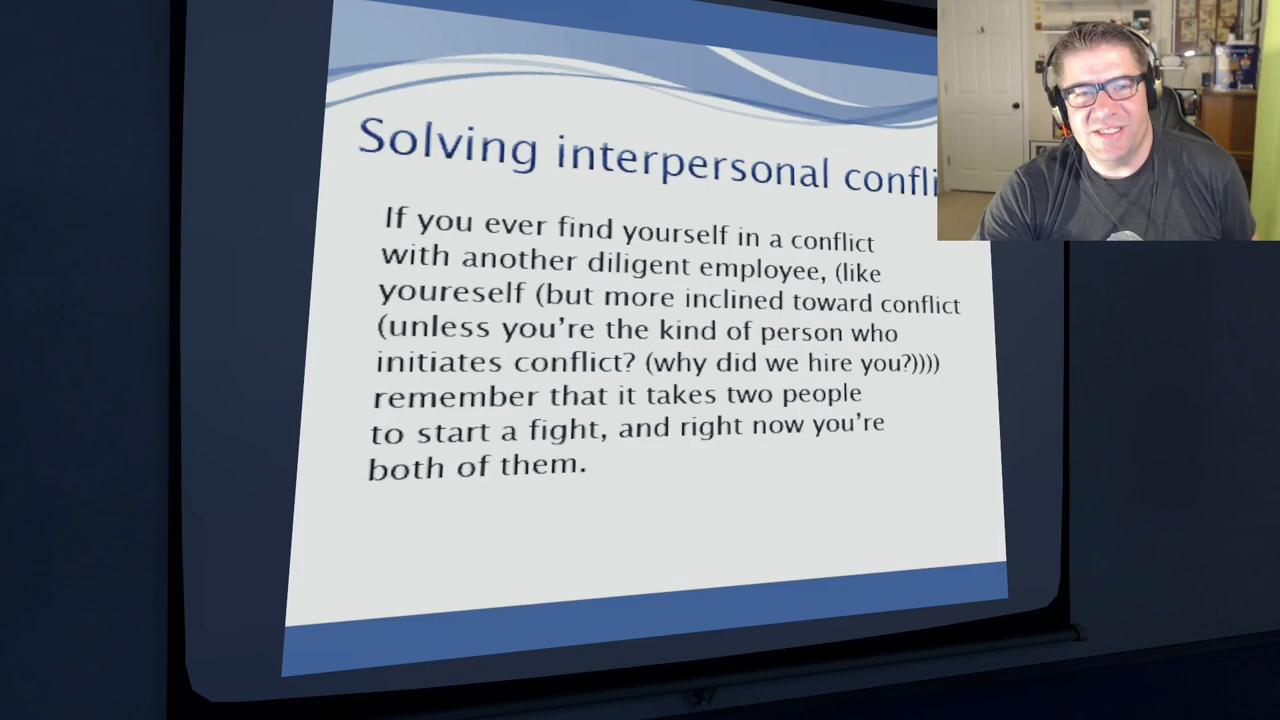 Solving interpersonal confli
If you ever find yourself in a conflict
with another diligent employee, (like
youreself (but more inclined toward conflict
(unless you're the kind of person who
initiates conflict? (why did we hire you?))))
remember that it takes two people
to start a fight, and right now you're
both of them.